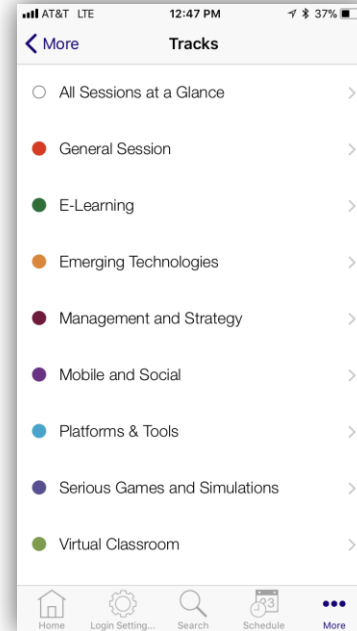 AT&T LTE 12:47 PM 37%
More Tracks
All Sessions at a Glance
General Session
E-Learning
Emerging Technologies
Management and Strategy
Mobile and Social
Platforms & Tools
Serious Games and Simulations
Virtual Classroom
23
Home Login Setting... Search Schedule More